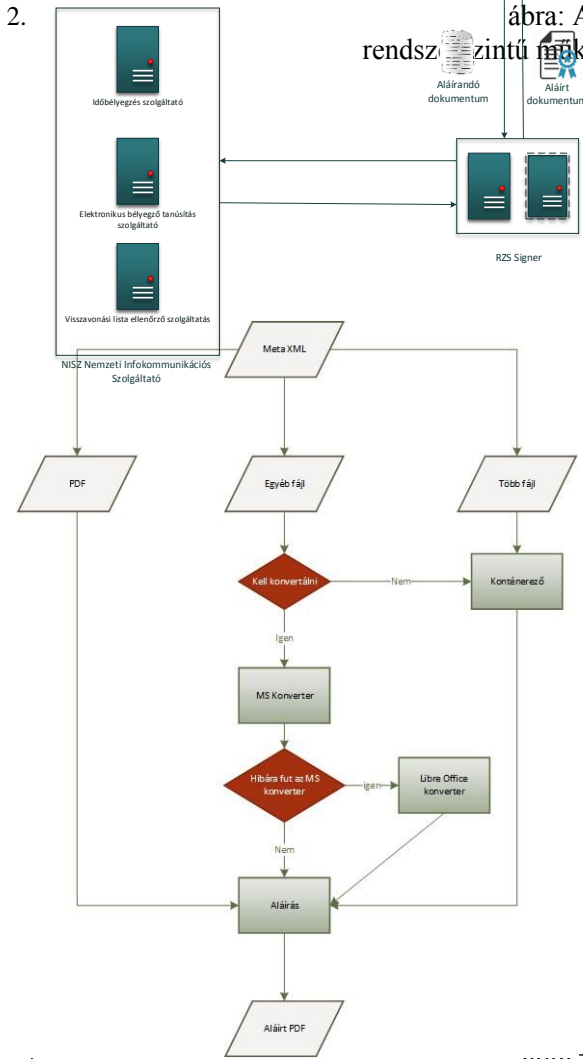 2.
ábra: A
Aláírandó
dokumentum
Aláírt
dokumentum
Időbélyegzés szolgáltató
Elektronikus bélyegző tanúsítás
szolgáltató
Visszavonási lista ellenőrző szolgáltatás
NISZ Nemzeti Infokommunikációs
Szolgáltató
RZS Signer
Meta XML
PDF
Egyéb fájl
Több fájl
Kell konvertálni
Nem
Konténerező
Igen
MS Konverter
Hibára fut az MS
konverter
igen
Libre Office
konverter
Nem
Aláírás
Aláírt PDF